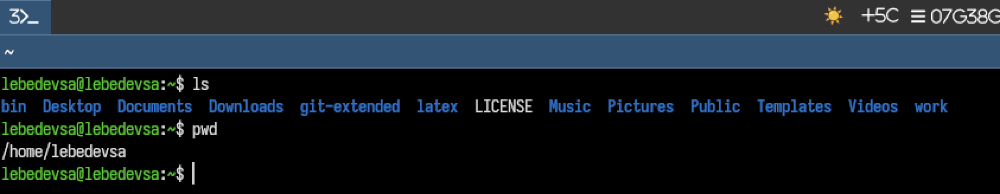 3 ☀️ +5C ☰ 07G38G
~
lebedevsa@lebedevsa:~$ ls
bin  Desktop  Documents  Downloads  git-extended  latex  LICENSE  Music  Pictures  Public  Templates  Videos  work
lebedevsa@lebedevsa:~$ pwd
/home/lebedevsa
lebedevsa@lebedevsa:~$